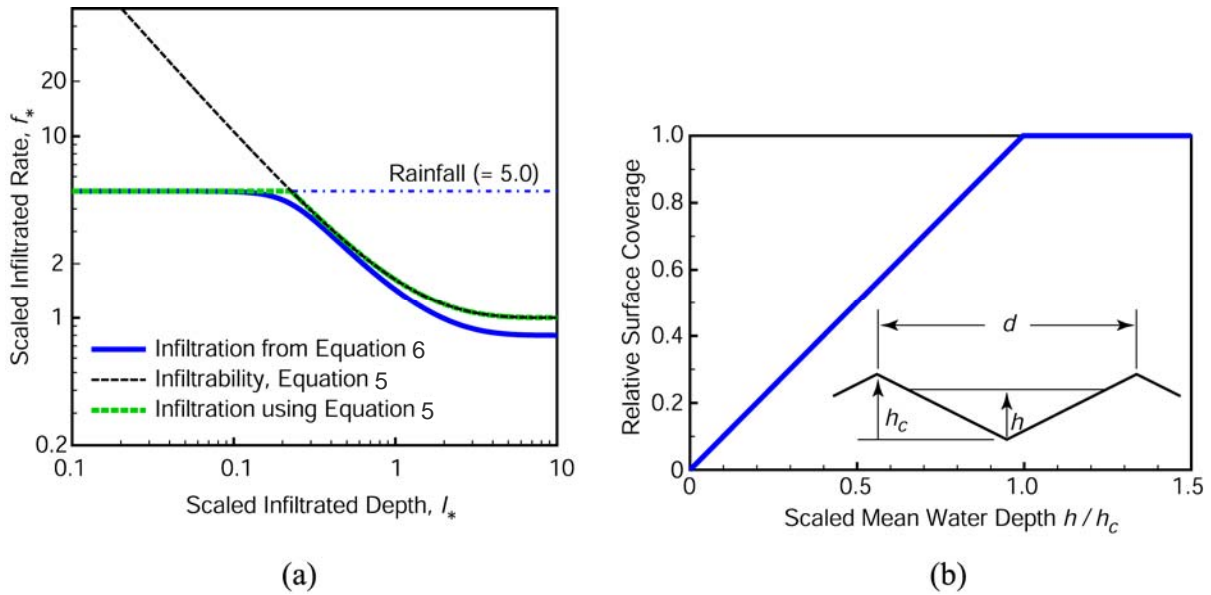 20
10
2
1
0.2
Scaled Infiltrated Rate, f*
Rainfall (= 5.0)
Infiltration from Equation 6
Infiltrability, Equation 5
Infiltration using Equation 5
0.1
0.1
1
10
Scaled Infiltrated Depth, I*
(a)
1.0
0.8
0.6
0.4
0.2
0
Relative Surface Coverage
d
hc
h
0
0.5
1.0
1.5
Scaled Mean Water Depth h / hc
(b)